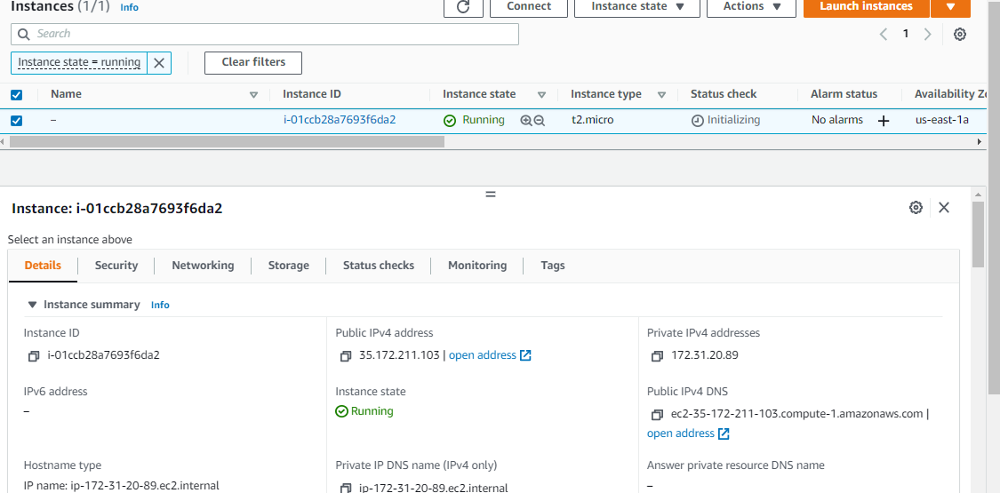 Instances (1/1) Info
Connect
Instance state
Actions
Launch instances
Search
1
Instance state = running
Clear filters
Name Instance ID Instance state Instance type Status check Alarm status Availability Zo
– i-01ccb28a7693f6da2 Running t2.micro Initializing No alarms + us-east-1a
Instance: i-01ccb28a7693f6da2
Select an instance above
Details Security Networking Storage Status checks Monitoring Tags
Instance summary Info
Instance ID Public IPv4 address Private IPv4 addresses
i-01ccb28a7693f6da2 35.172.211.103 | open address 172.31.20.89
IPv6 address Instance state Public IPv4 DNS
– Running ec2-35-172-211-103.compute-1.amazonaws.com |
open address
Hostname type Private IP DNS name (IPv4 only) Answer private resource DNS name
IP name: ip-172-31-20-89.ec2.internal ip-172-31-20-89.ec2.internal –